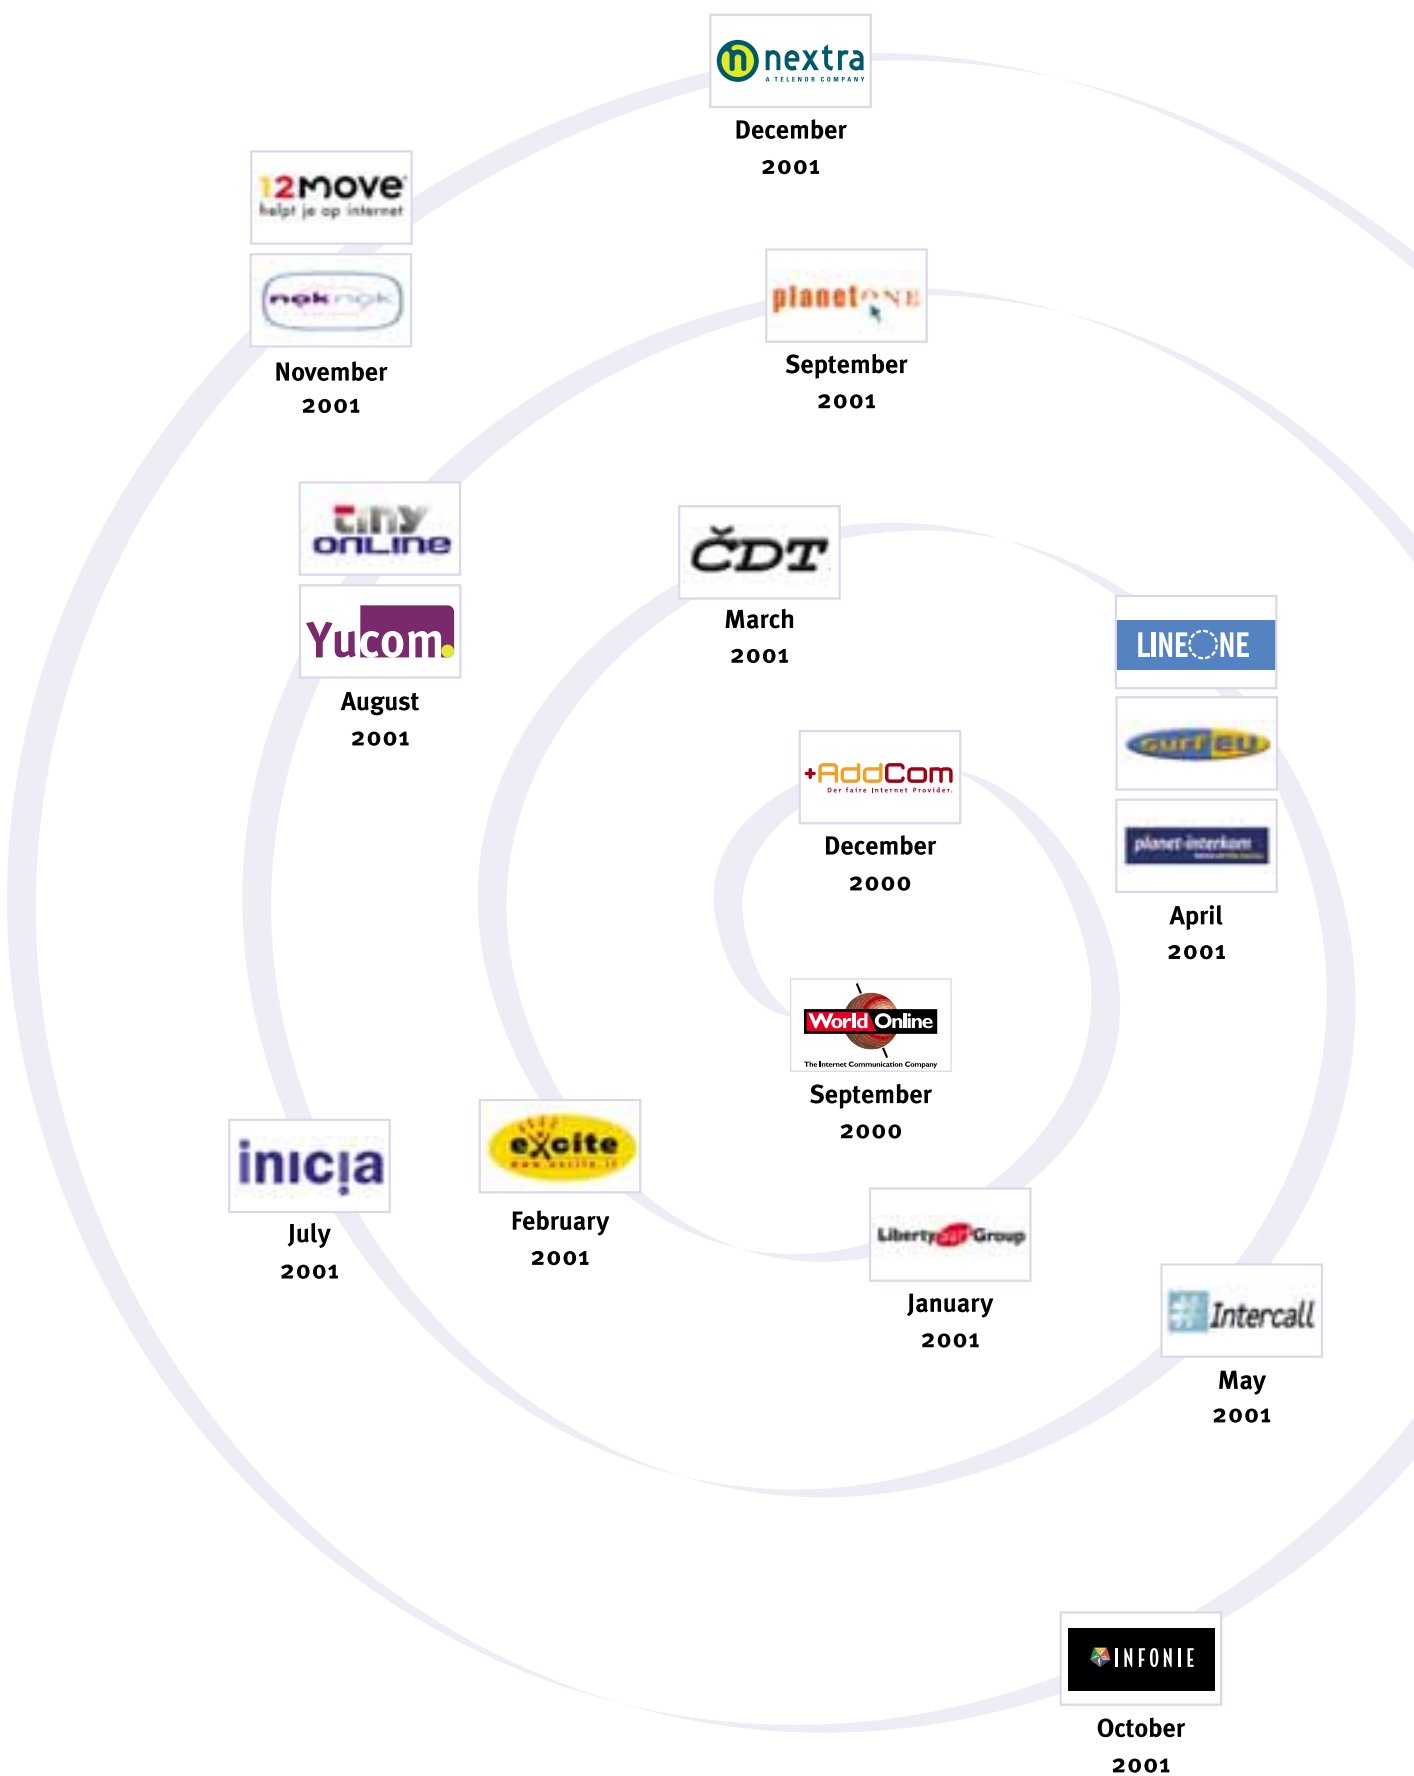 nextra
A TELENOR COMPANY
December
2001
12move
helpt je op internet
noknok
November
2001
planetONE
September
2001
tiny
online
Yucom.
August
2001
ČDT
March
2001
LINEONE
surfEU
planet-interkom
April
2001
+AddCom
Der faire Internet Provider.
December
2000
World Online
The Internet Communication Company
September
2000
inicia
July
2001
excite
www.excite.it
February
2001
Liberty Group
January
2001
Intercall
May
2001
INFONIE
October
2001